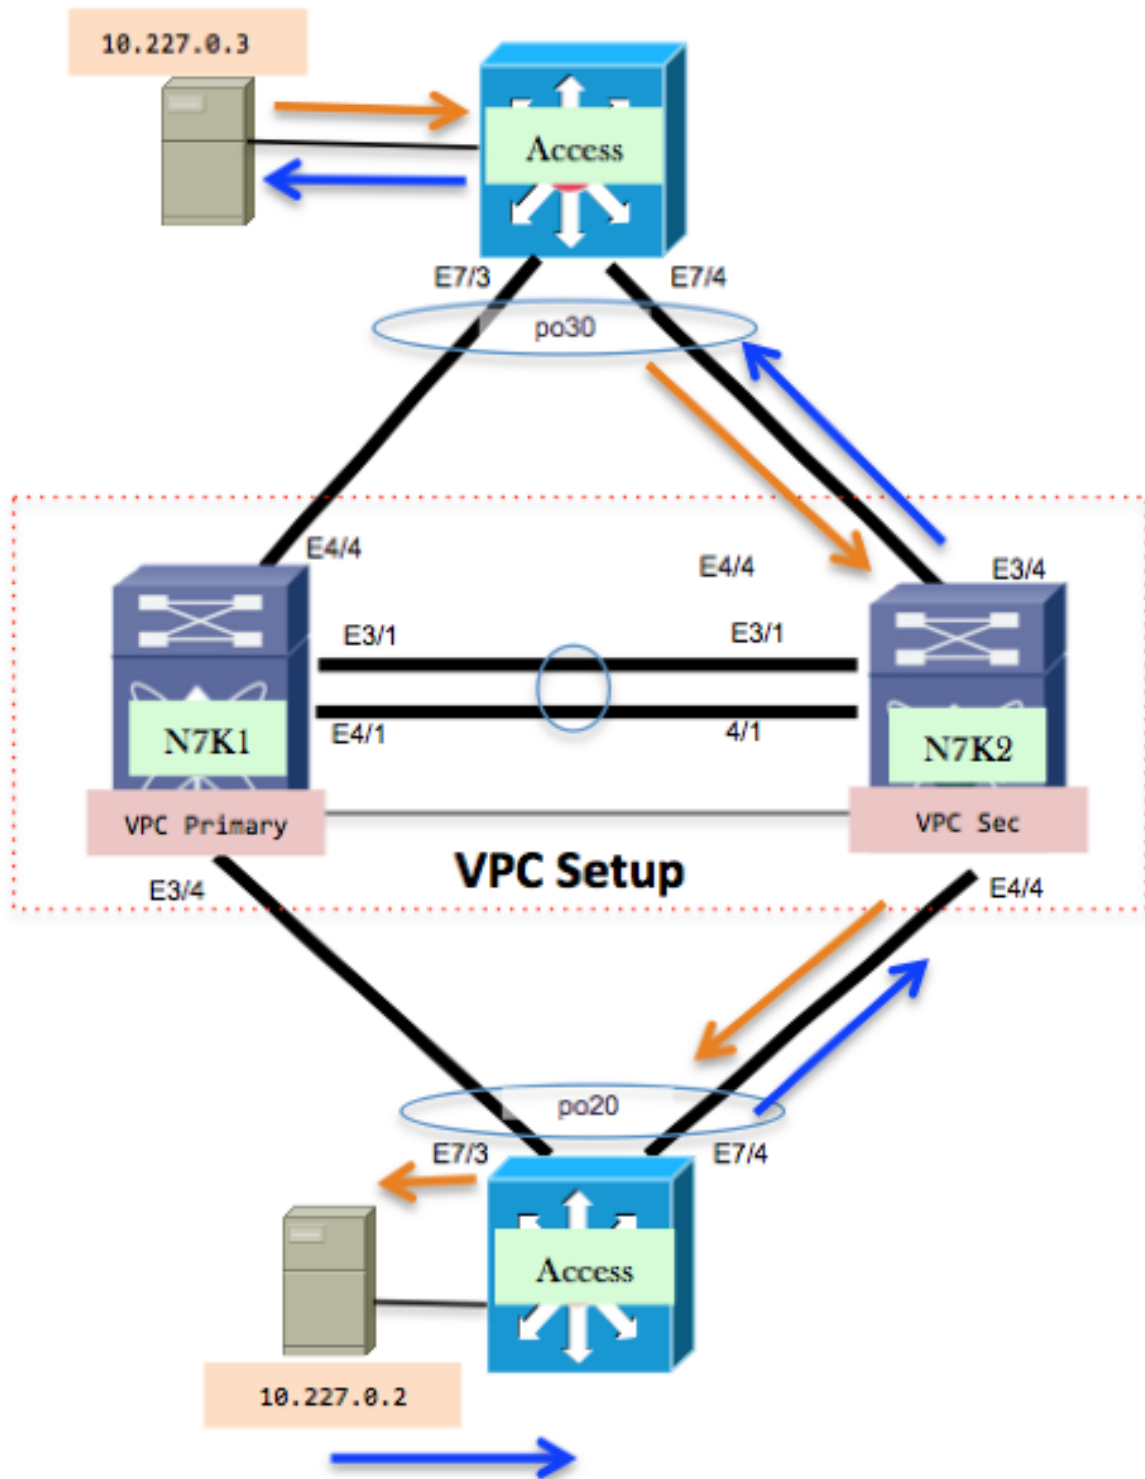 10.227.0.3
Access
E7/3
E7/4
po30
E4/4
E4/4
E3/4
E3/1
E3/1
N7K1
E4/1
4/1
N7K2
VPC Primary
VPC Sec
VPC Setup
E3/4
E4/4
po20
E7/3
E7/4
Access
10.227.0.2